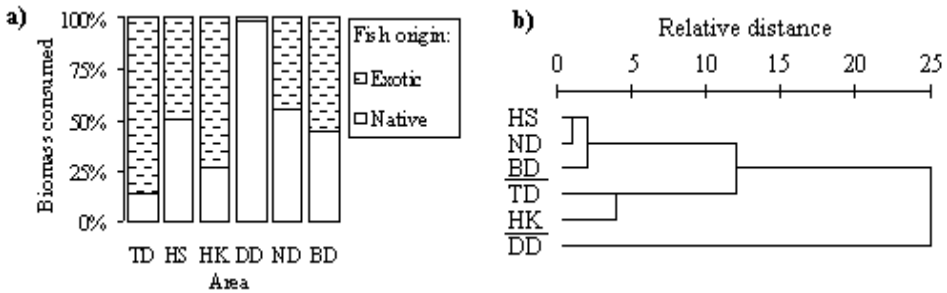 a)
100%
75%
50%
25%
0%
Biomass consumed
TD HS HK DD ND BD
Area
Fish origin:
Exotic
Native
b)
Relative distance
0 5 10 15 20 25
HS
ND
BD
TD
HK
DD